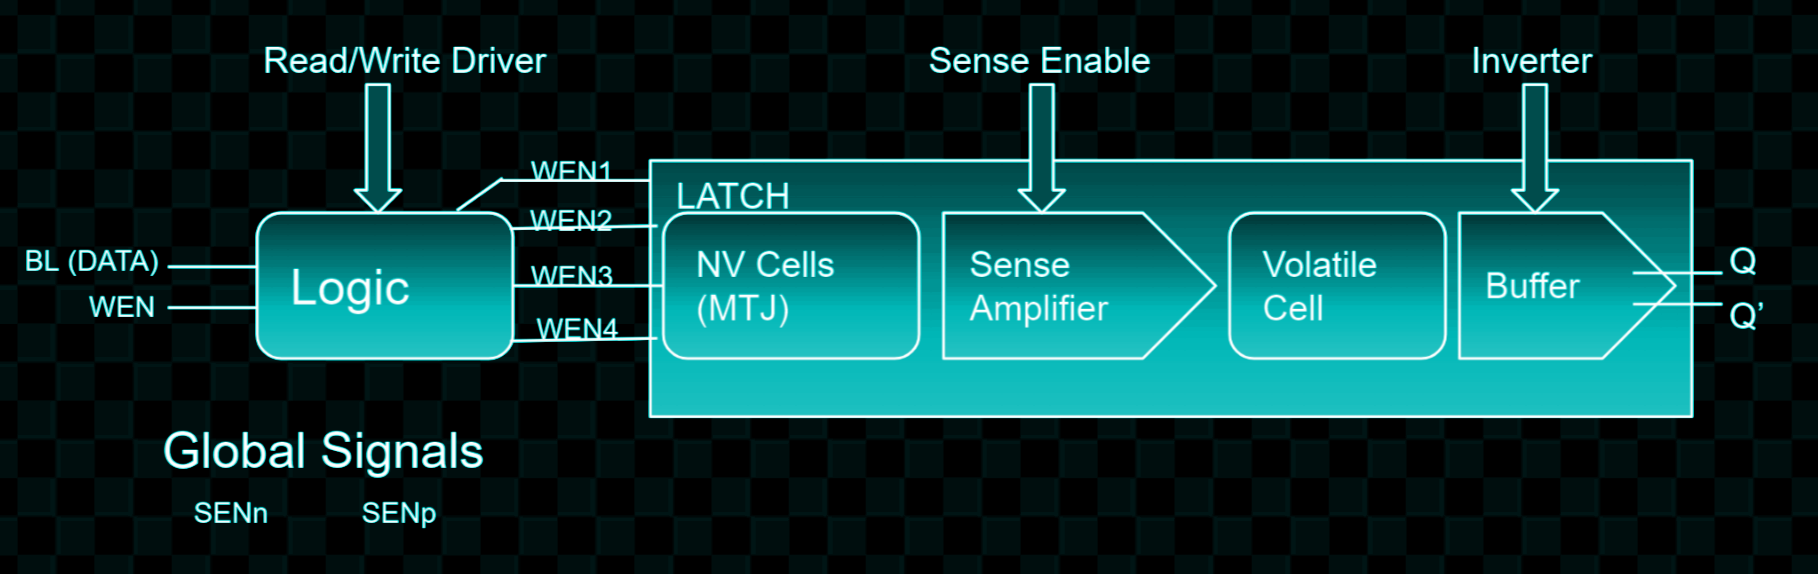 Read/Write Driver
Sense Enable
Inverter
WEN1
LATCH
WEN2
BL (DATA)
WEN
Logic
WEN3
WEN4
NV Cells
(MTJ)
Sense
Amplifier
Volatile
Cell
Buffer
Q
Q’
Global Signals
SENn
SENp